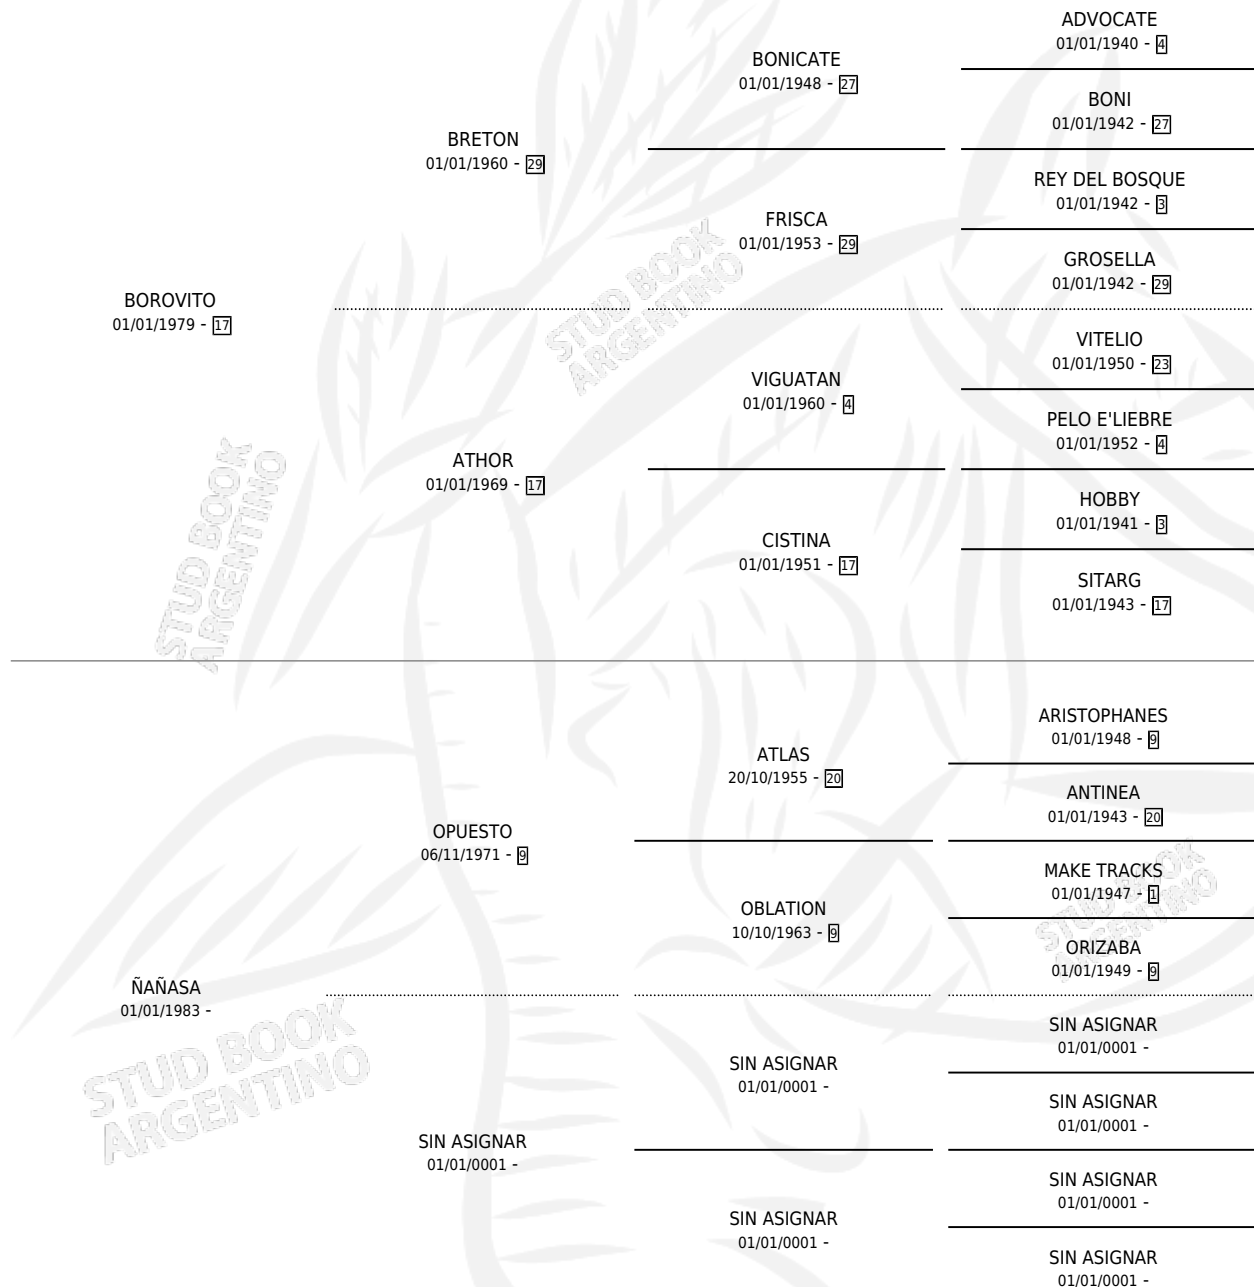 ADVOCATE
01/01/1940 - 4
BONICATE
01/01/1948 - 27
BONI
01/01/1942 - 27
BRETON
01/01/1960 - 29
REY DEL BOSQUE
01/01/1942 - 3
FRISCA
01/01/1953 - 29
GROSELLA
01/01/1942 - 29
BOROVITO
01/01/1979 - 17
VITELIO
01/01/1950 - 23
VIGUATAN
01/01/1960 - 4
PELO E'LIEBRE
01/01/1952 - 4
ATHOR
01/01/1969 - 17
HOBBY
01/01/1941 - 3
CISTINA
01/01/1951 - 17
SITARG
01/01/1943 - 17
ARISTOPHANES
01/01/1948 - 9
ATLAS
20/10/1955 - 20
ANTINEA
01/01/1943 - 20
OPUESTO
06/11/1971 - 9
MAKE TRACKS
01/01/1947 - 1
OBLATION
10/10/1963 - 9
ORIZABA
01/01/1949 - 9
ÑAÑASA
01/01/1983 -
SIN ASIGNAR
01/01/0001 -
SIN ASIGNAR
01/01/0001 -
SIN ASIGNAR
01/01/0001 -
SIN ASIGNAR
01/01/0001 -
SIN ASIGNAR
01/01/0001 -
SIN ASIGNAR
01/01/0001 -
SIN ASIGNAR
01/01/0001 -
STUD BOOK
ARGENTINO
STUD BOOK
ARGENTINO
STUD BOOK
ARGENTINO
STUD BOOK
ARGENTINO